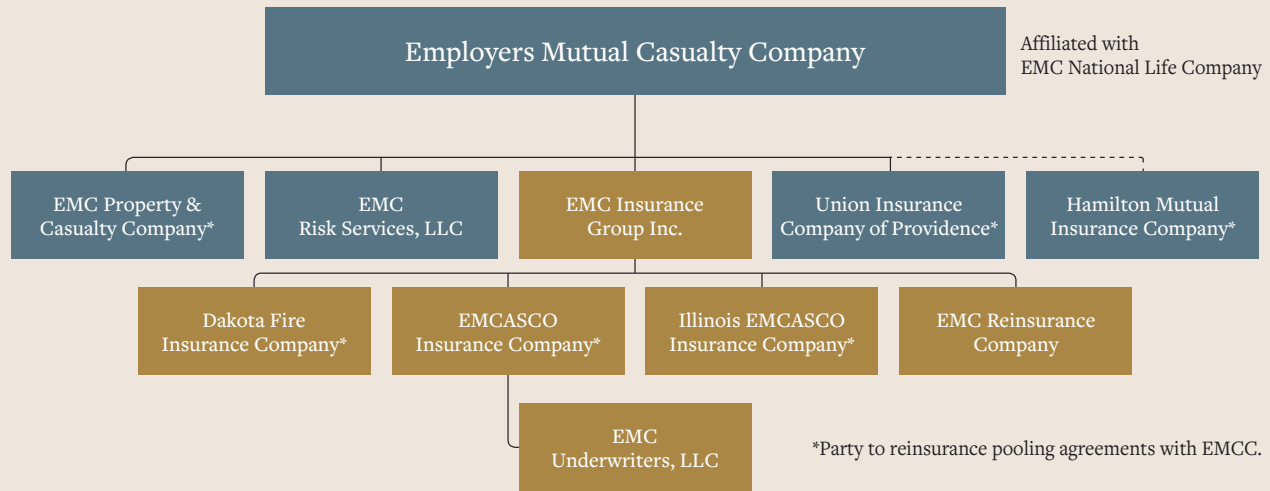 Employers Mutual Casualty Company
Affiliated with
EMC National Life Company
EMC Property &
Casualty Company*
EMC
Risk Services, LLC
EMC Insurance
Group Inc.
Union Insurance
Company of Providence*
Hamilton Mutual
Insurance Company*
Dakota Fire
Insurance Company*
EMCASCO
Insurance Company*
Illinois EMCASCO
Insurance Company*
EMC Reinsurance
Company
EMC
Underwriters, LLC
*Party to reinsurance pooling agreements with EMCC.